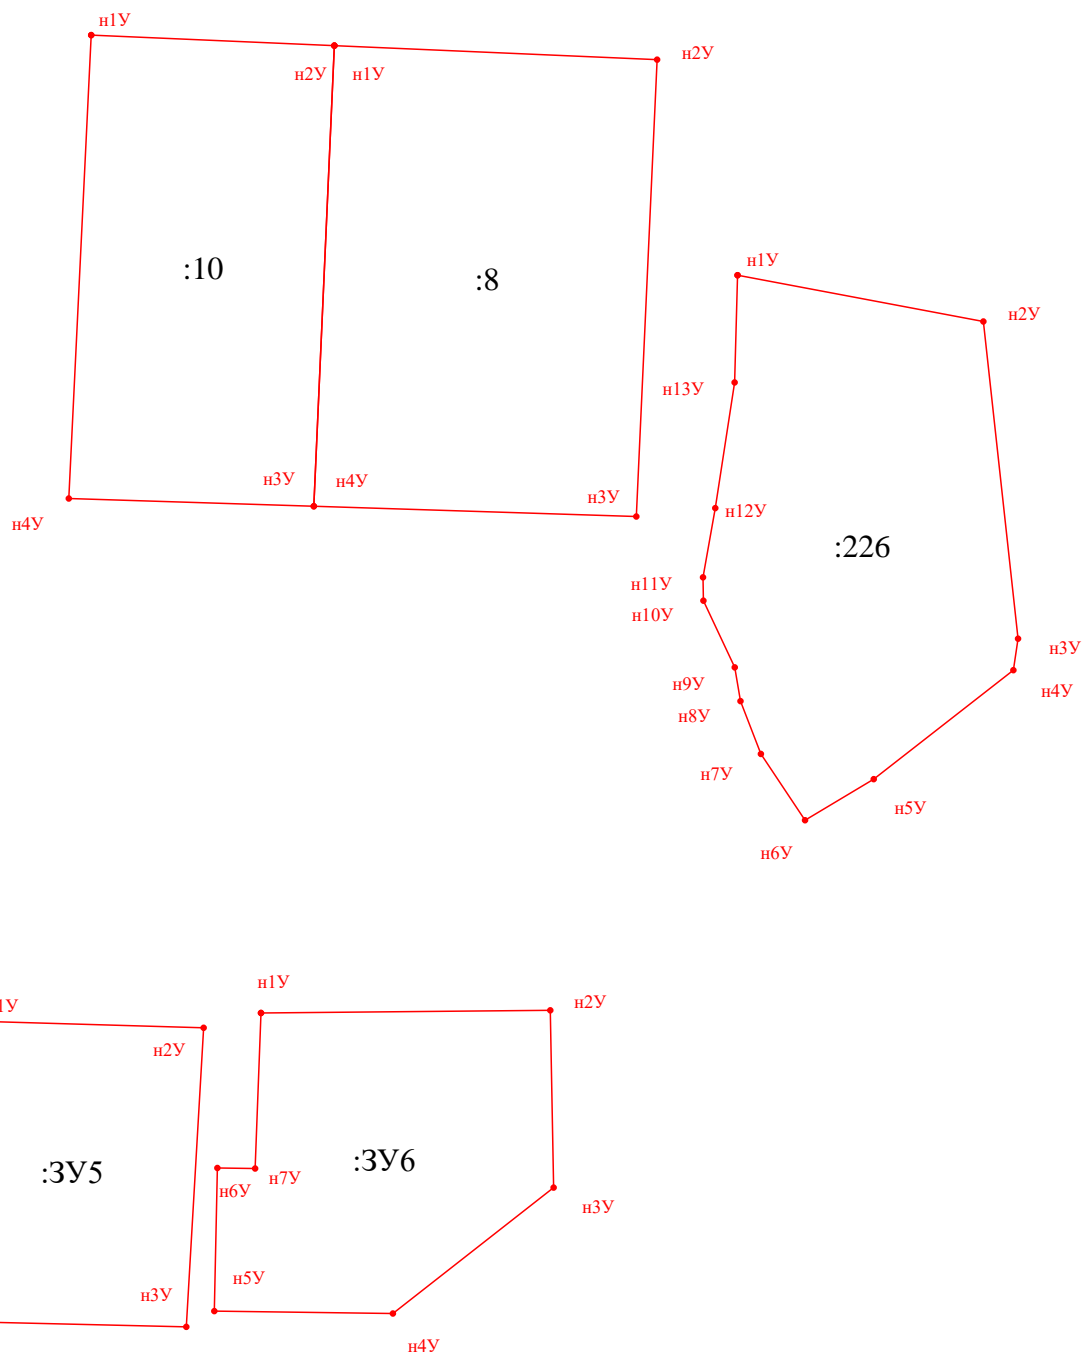 н1У
н2У
н1У
н2У
:10
:8
н3У
н4У
н3У
н4У
н1У
н2У
н13У
н12У
:226
н11У
н10У
н3У
н9У
н4У
н8У
н7У
н5У
н6У
1У
н2У
:ЗУ5
н3У
н1У
н2У
:ЗУ6
н7У
н6У
н3У
н5У
н4У